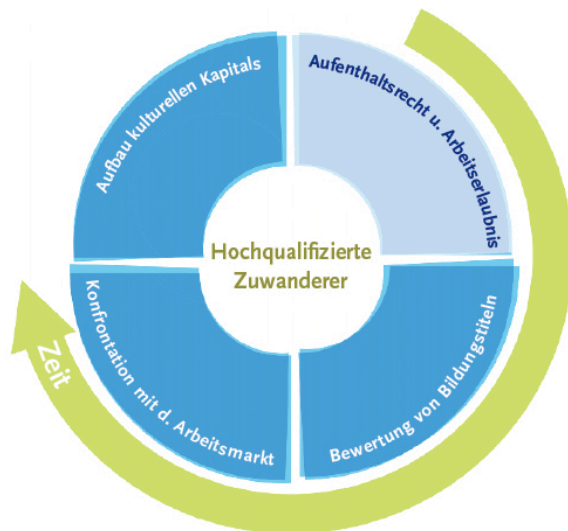 Aufbau kulturellen Kapitals
Aufenthaltsrecht u. Arbeitserlaubnis
Hochqualifizierte
Zuwanderer
Konfrontation mit d. Arbeitsmarkt
Bewertung von Bildungstiteln
Zeit